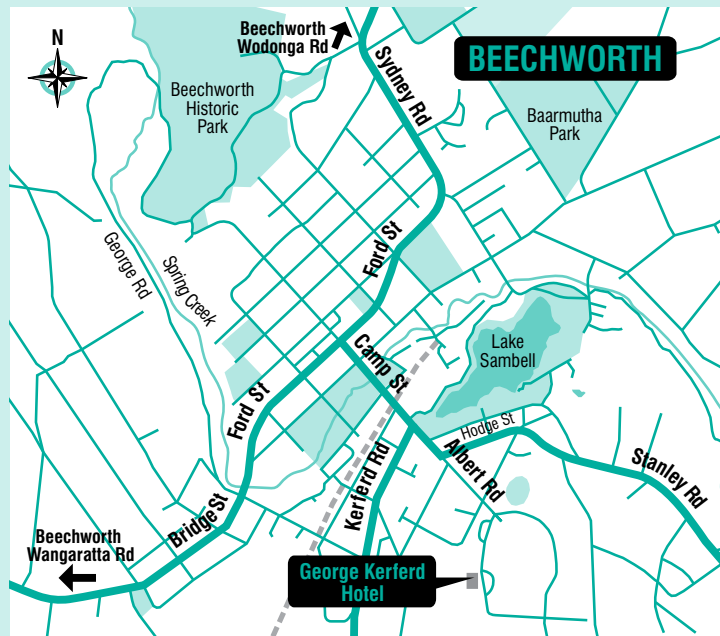 N
Beechworth
Wodonga Rd
BEECHWORTH
Sydney Rd
Beechworth
Historic
Park
Baarmutha
Park
George Rd
Spring Creek
Ford St
Lake
Sambell
Camp St
Ford St
Hodge St
Albert Rd
Stanley Rd
Kerferd Rd
Bridge St
Beechworth
Wangaratta Rd
George Kerferd
Hotel